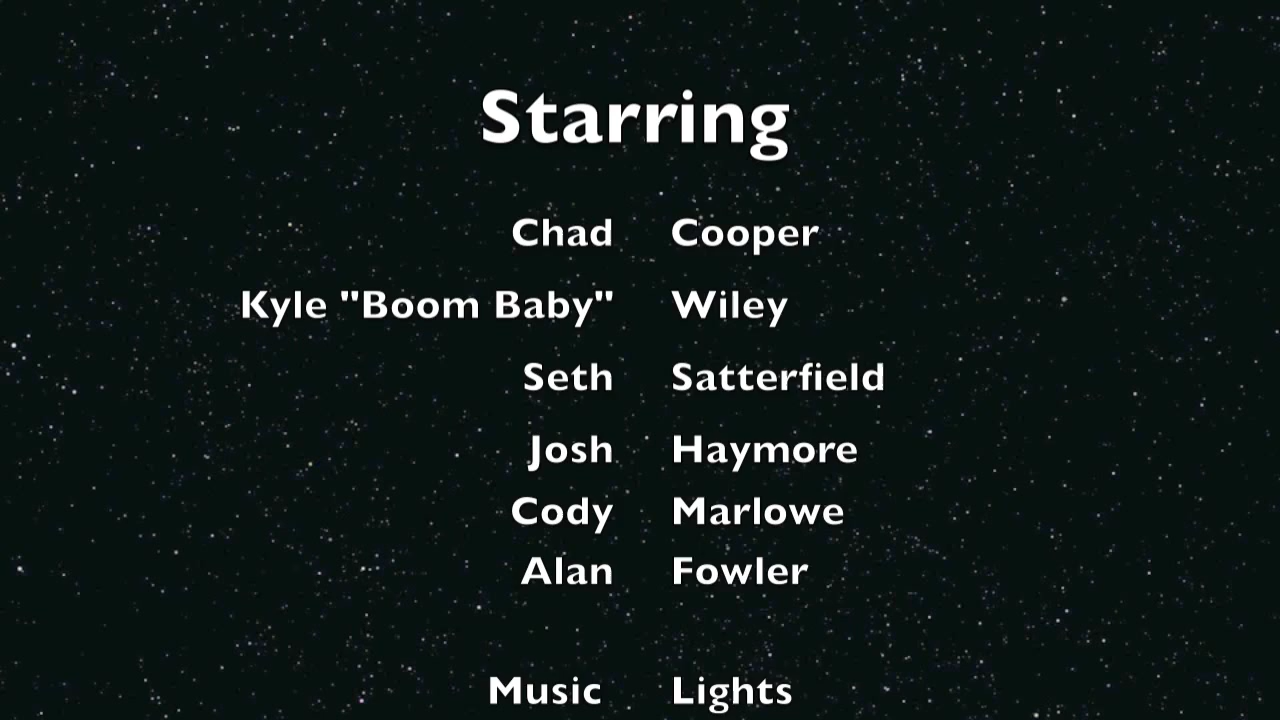 Starring
Chad Cooper
Kyle "Boom Baby" Wiley
Seth Satterfield
Josh Haymore
Cody Marlowe
Alan Fowler
Music Lights